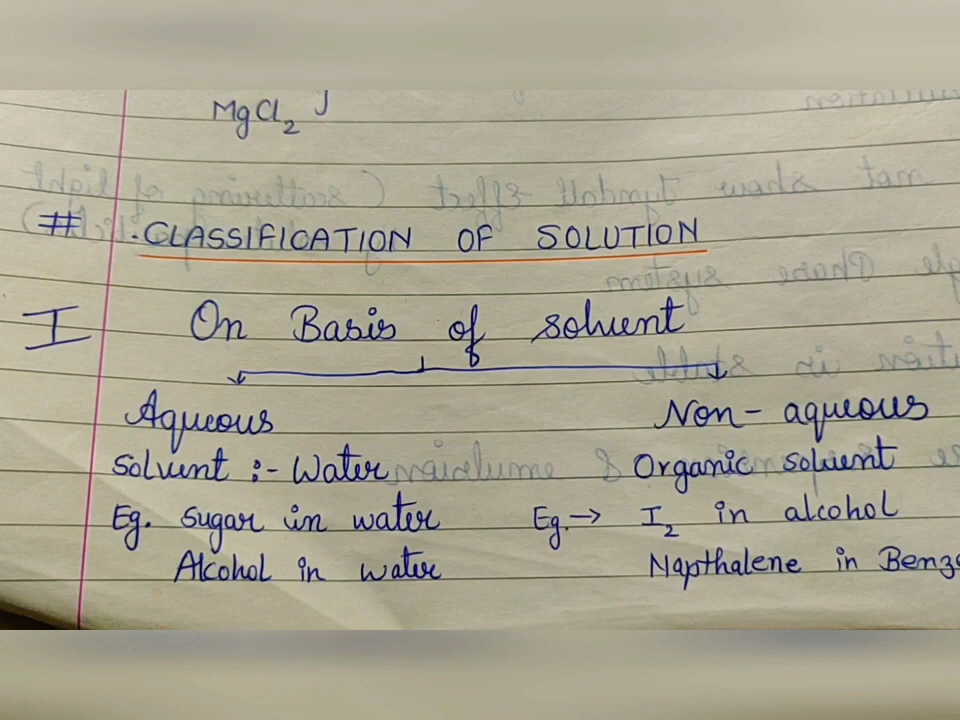 MgCl2
# .CLASSIFICATION OF SOLUTION
I On Basis of solvent
Aqueous Non-aqueous
Solvent :- Water Organic solvent
Eg. Sugar in water Eg.→ I2 in alcohol
Alcohol in water Napthalene in Benze